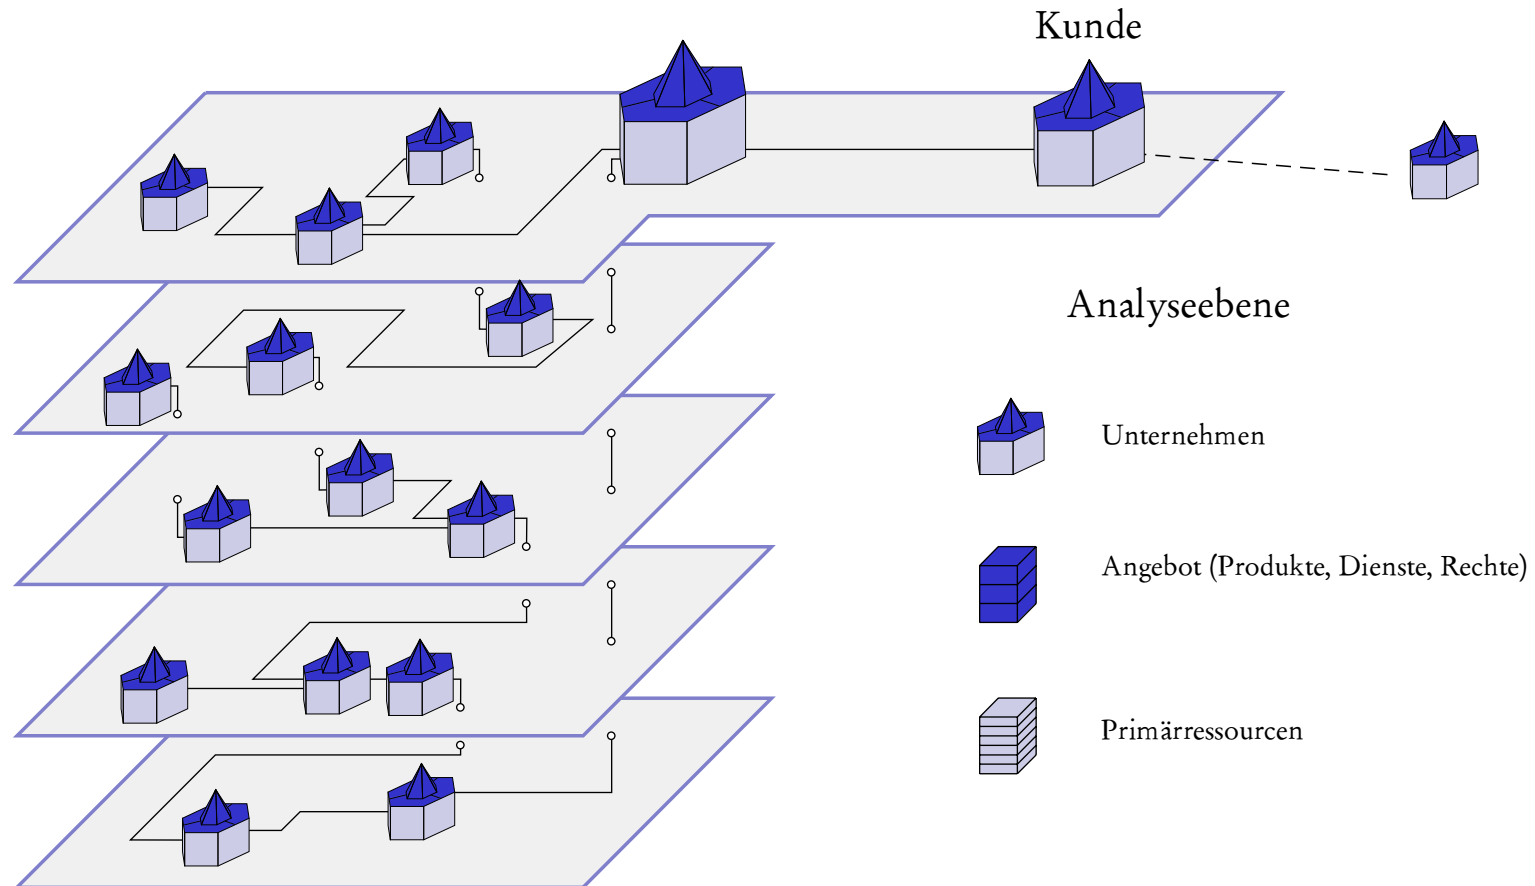 Kunde
Analyseebene
Unternehmen
Angebot (Produkte, Dienste, Rechte)
Primärressourcen